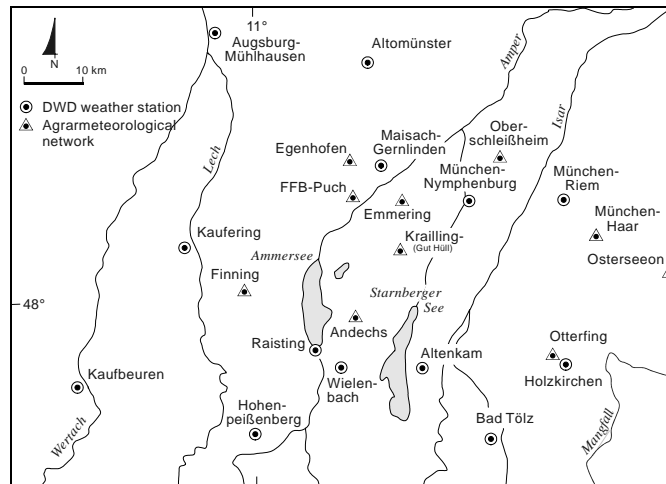 11°
Augsburg-
Mühlhausen
Altomünster
Amper
N
0 10 km
DWD weather station
Agrarmeteorological
network
Isar
Lech
Egenhofen
Maisach-
Gernlinden
Ober-
schleißheim
FFB-Puch
München-
Nymphenburg
München-
Riem
Emmering
München-
Haar
Kaufering
Krailling-
(Gut Hüll)
Ammersee
Osterseeon
Finning
Starnberger
See
48°
Andechs
Raisting
Altenkam
Otterfing
Kaufbeuren
Wielen-
bach
Holzkirchen
Hohen-
peißenberg
Bad Tölz
Wertach
Mangfall